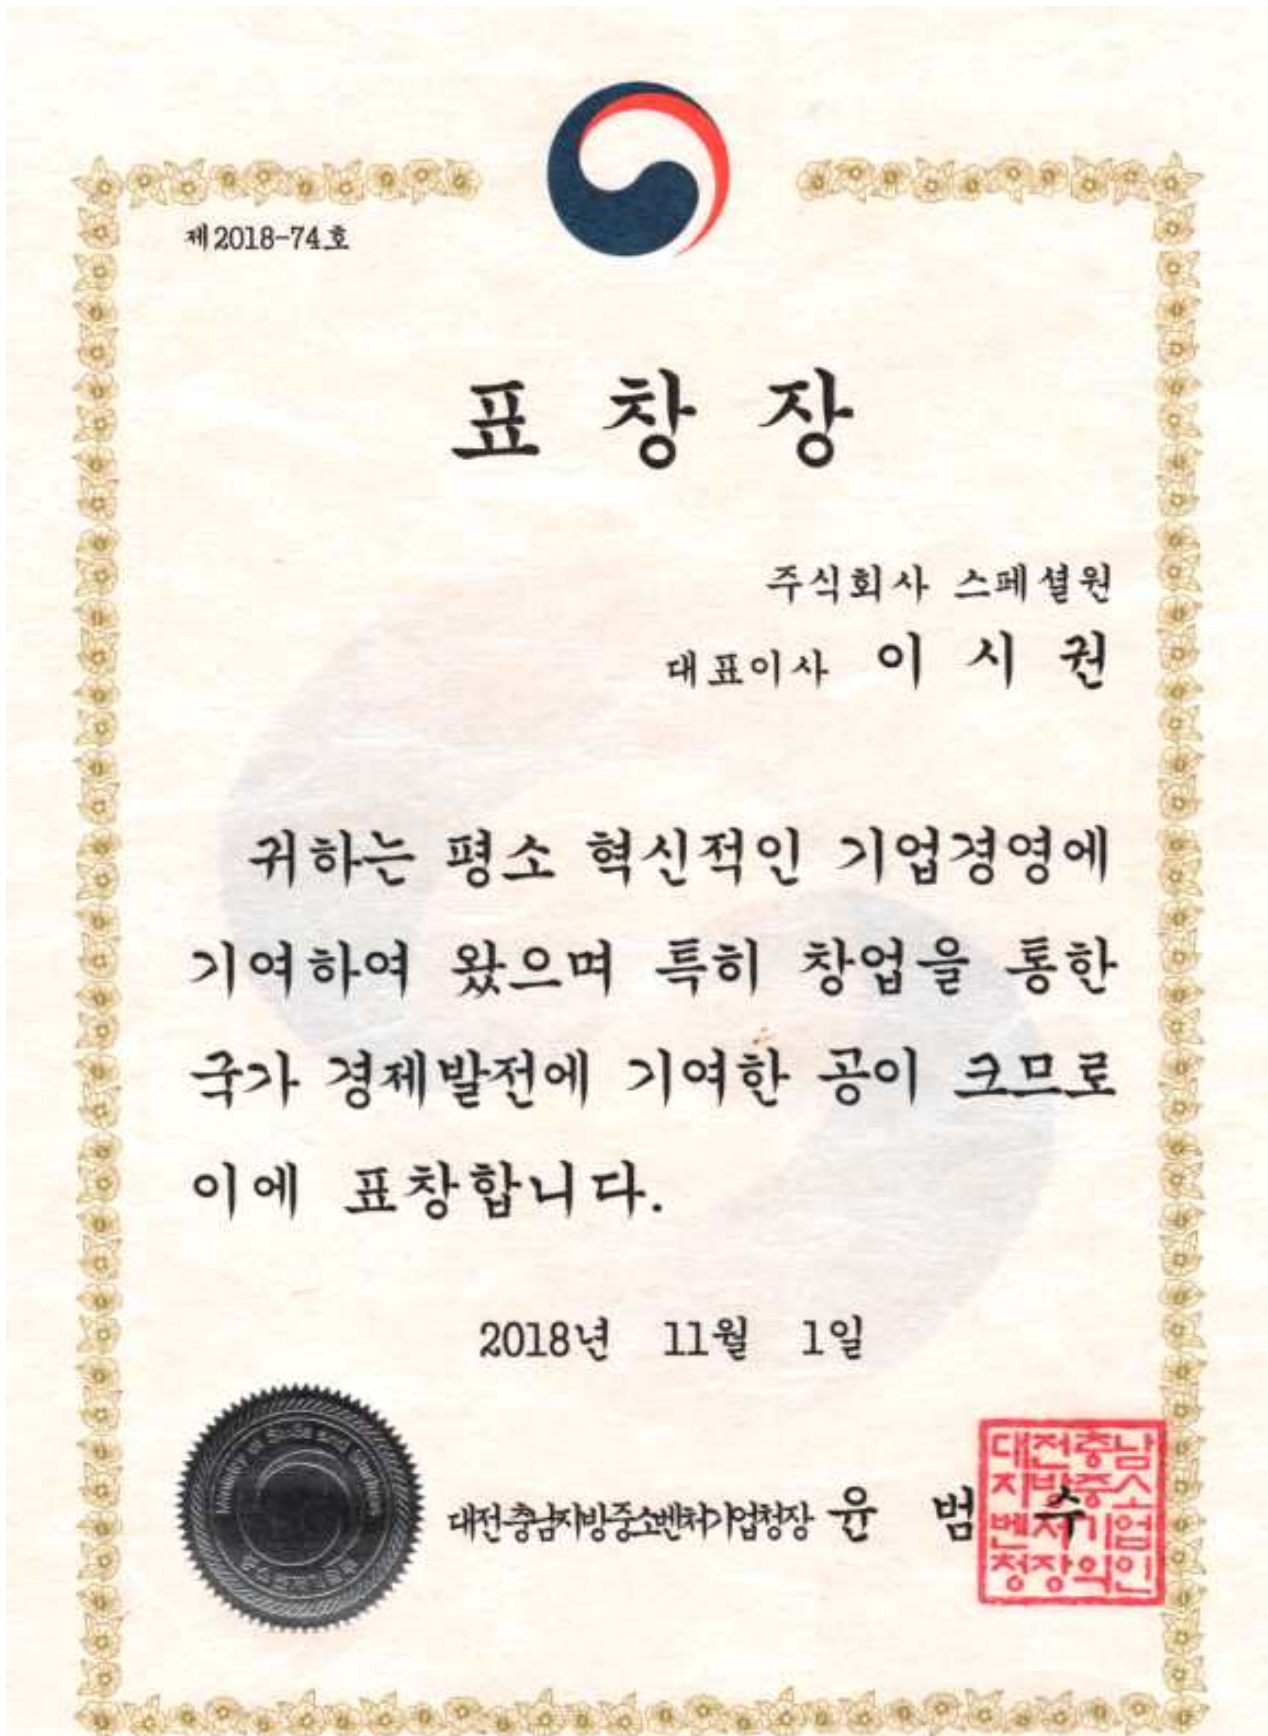 제2018-74호
표 창 장
주식회사 스페셜원
대표이사 이 시 권
귀하는 평소 혁신적인 기업경영에
기여하여 왔으며 특히 창업을 통한
국가 경제발전에 기여한 공이 크므로
이에 표창합니다.
2018년 11월 1일
대전충남지방중소벤처기업청장 윤 범 수
대전충남
지방중소
벤처기업
청장의인
Ministry of SMEs and Startups